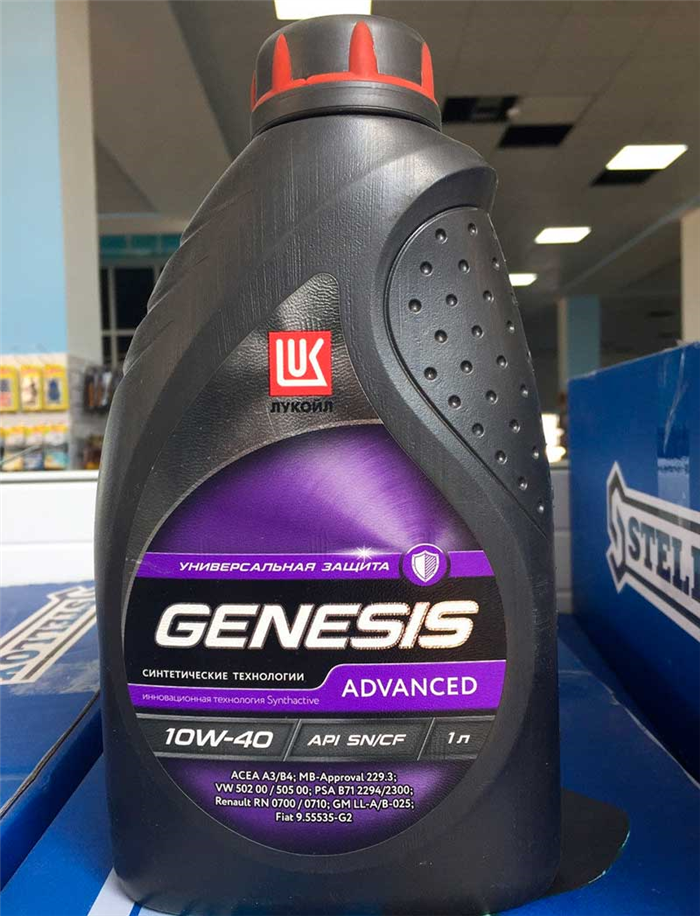 LUK
ЛУКОЙЛ
УНИВЕРСАЛЬНАЯ ЗАЩИТА
GENESIS
СИНТЕТИЧЕСКИЕ ТЕХНОЛОГИИ
ADVANCED
инновационная технология Synthactive
10W-40 API SN/CF 1 л
ACEA A3/B4; MB-Approval 229.3;
VW 502 00 / 505 00; PSA B71 2294/2300;
Renault RN 0700 / 0710; GM LL-A/B-025;
Fiat 9.55535-G2